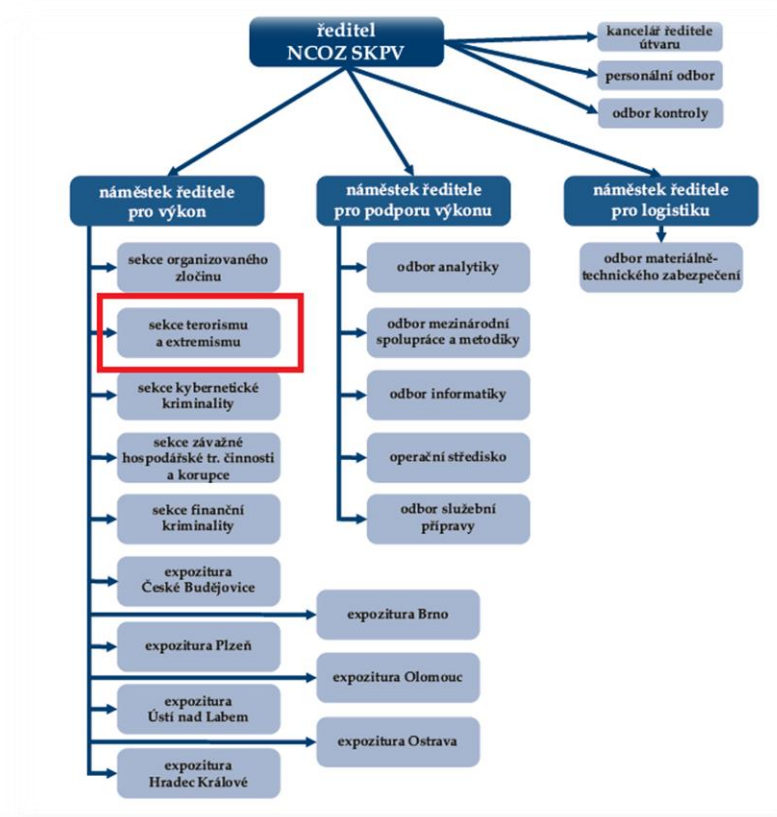 ředitel
NCOZ SKPV
kancelář ředitele
útvaru
personální odbor
odbor kontroly
náměstek ředitele
pro výkon
náměstek ředitele
pro podporu výkonu
náměstek ředitele
pro logistiku
sekce organizovaného
zločinu
sekce terorismu
a extremismu
sekce kybernetické
kriminality
sekce závažné
hospodářské tr. činnosti
a korupce
sekce finanční
kriminality
expozitura
České Budějovice
expozitura Plzeň
expozitura
Ústí nad Labem
expozitura
Hradec Králové
expozitura Brno
expozitura Olomouc
expozitura Ostrava
odbor analytiky
odbor mezinárodní
spolupráce a metodiky
odbor informatiky
operační středisko
odbor služební
přípravy
odbor materiálně-
technického zabezpečení